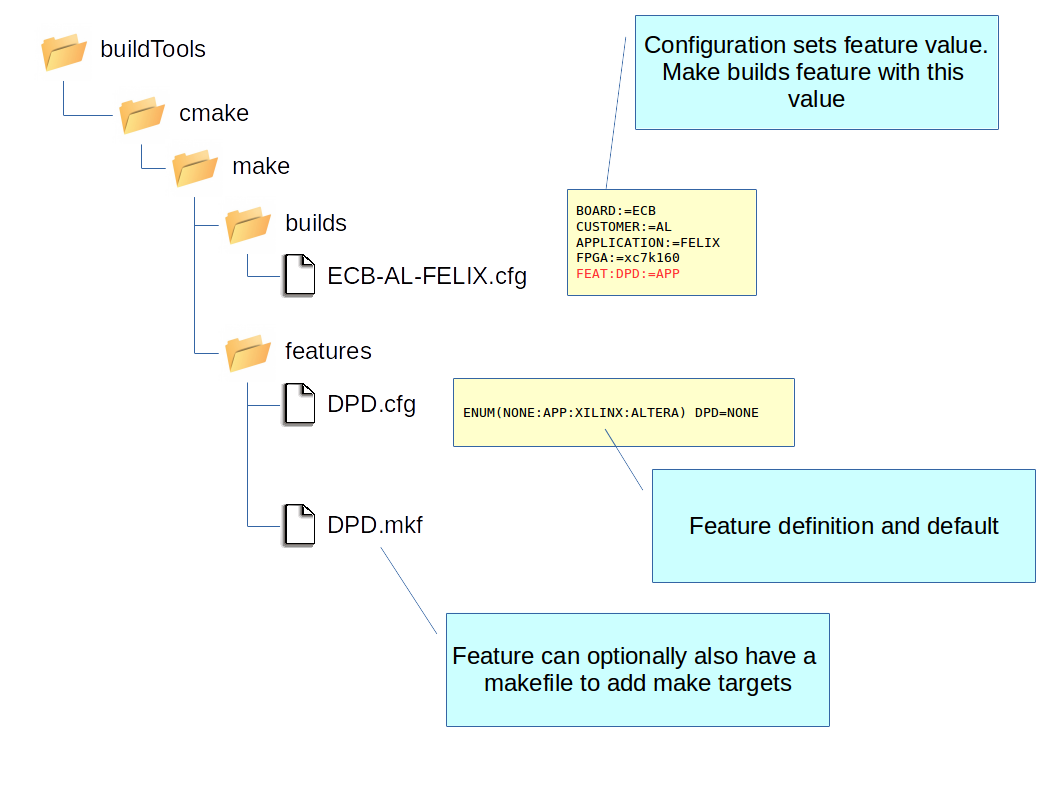 buildTools
Configuration sets feature value.
Make builds feature with this
value
cmake
make
builds
BOARD:=ECB
CUSTOMER:=AL
APPLICATION:=FELIX
FPGA:=xc7k160
FEAT:DPD:=APP
ECB-AL-FELIX.cfg
features
DPD.cfg
ENUM(NONE:APP:XILINX:ALTERA) DPD=NONE
Feature definition and default
DPD.mkf
Feature can optionally also have a
makefile to add make targets